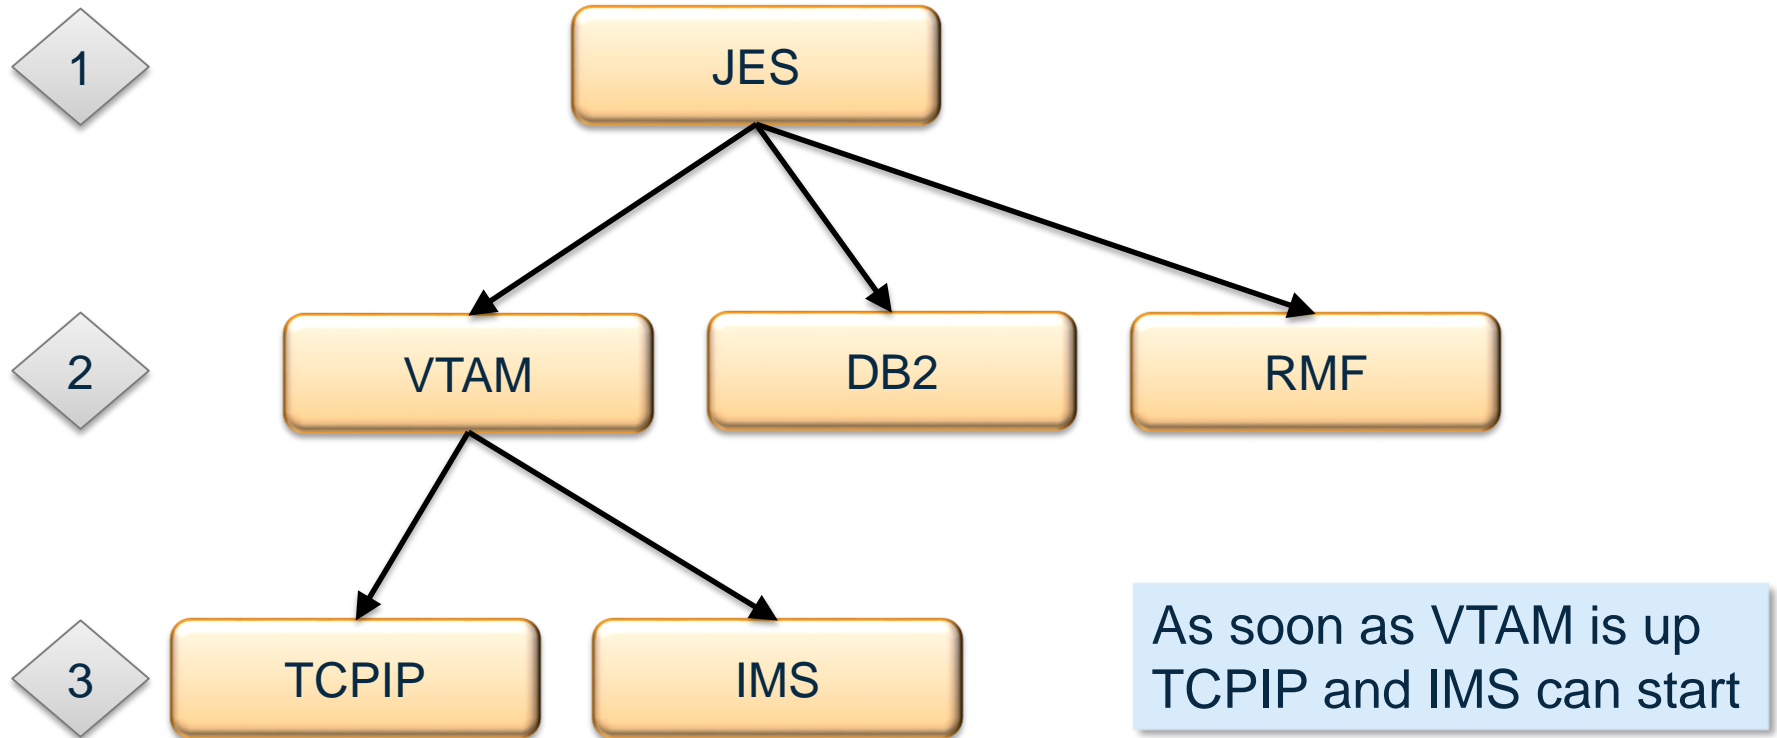 1
JES
2
VTAM
DB2
RMF
3
TCPIP
IMS
As soon as VTAM is up
TCPIP and IMS can start